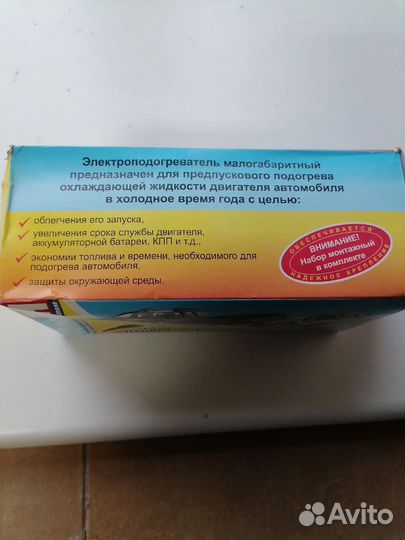 Электроподогреватель малогабаритный
предназначен для предпускового подогрева
охлаждающей жидкости двигателя автомобиля
в холодное время года с целью:
облегчения его запуска,
увеличения срока службы двигателя,
аккумуляторной батареи, КПП и т.д.,
экономии топлива и времени, необходимого для
подогрева автомобиля,
защиты окружающей среды.
ОБЕСПЕЧИВАЕТСЯ
ВНИМАНИЕ!
Набор монтажный
в комплекте
НАДЕЖНОЕ КРЕПЛЕНИЕ
Avito